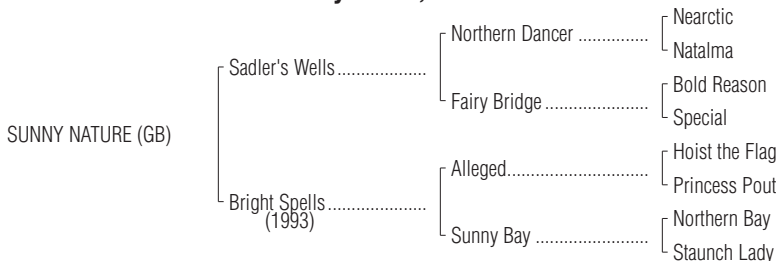 Nearctic
Northern Dancer ...............
Natalma
Sadler's Wells....................
Bold Reason
Fairy Bridge ......................
Special
SUNNY NATURE (GB)
Hoist the Flag
Alleged..............................
Princess Pout
Bright Spells ......................
(1993)
Northern Bay
Sunny Bay ........................
Staunch Lady